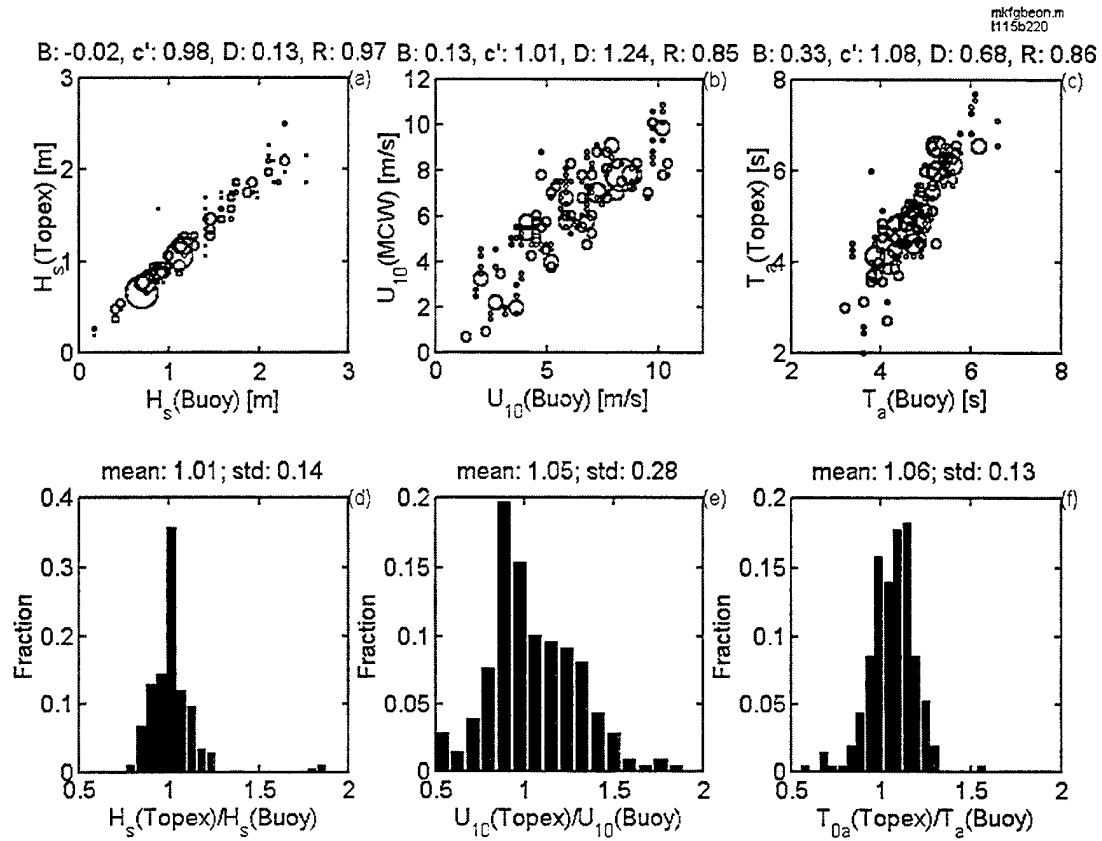 mkfgbeon.m
t115b220
B: -0.02, c': 0.98, D: 0.13, R: 0.97 B: 0.13, c': 1.01, D: 1.24, R: 0.85 B: 0.33, c': 1.08, D: 0.68, R: 0.86
(a)
3
2
1
0
H_s(Topex) [m]
0 1 2 3
H_s(Buoy) [m]
(b)
12
10
8
6
4
2
0
U_10(MCW) [m/s]
0 5 10
U_10(Buoy) [m/s]
(c)
8
6
4
2
T_a(Topex) [s]
2 4 6 8
T_a(Buoy) [s]
mean: 1.01; std: 0.14
(d)
0.4
0.3
0.2
0.1
0
Fraction
0.5 1 1.5 2
H_s(Topex)/H_s(Buoy)
mean: 1.05; std: 0.28
(e)
0.2
0.15
0.1
0.05
0
Fraction
0.5 1 1.5 2
U_10(Topex)/U_10(Buoy)
mean: 1.06; std: 0.13
(f)
0.2
0.15
0.1
0.05
0
Fraction
0.5 1 1.5 2
T_0a(Topex)/T_a(Buoy)